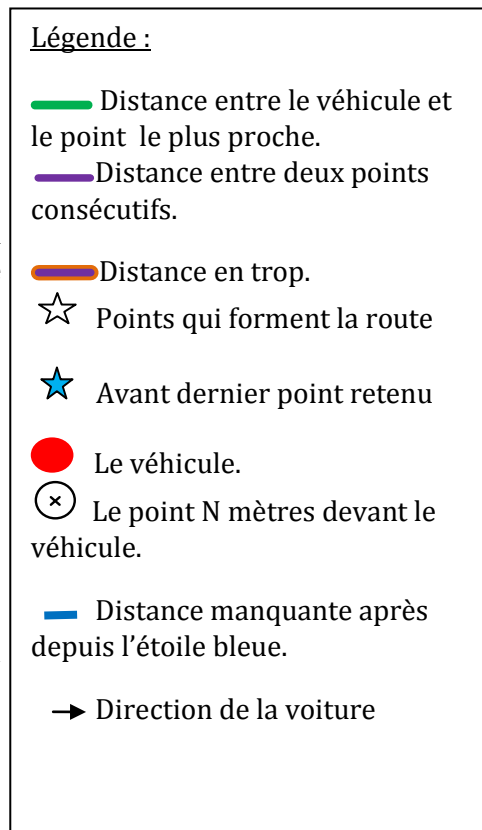 Légende :
Distance entre le véhicule et
le point le plus proche.
Distance entre deux points
consécutifs.
Distance en trop.
Points qui forment la route
Avant dernier point retenu
Le véhicule.
Le point N mètres devant le
véhicule.
Distance manquante après
depuis l’étoile bleue.
Direction de la voiture